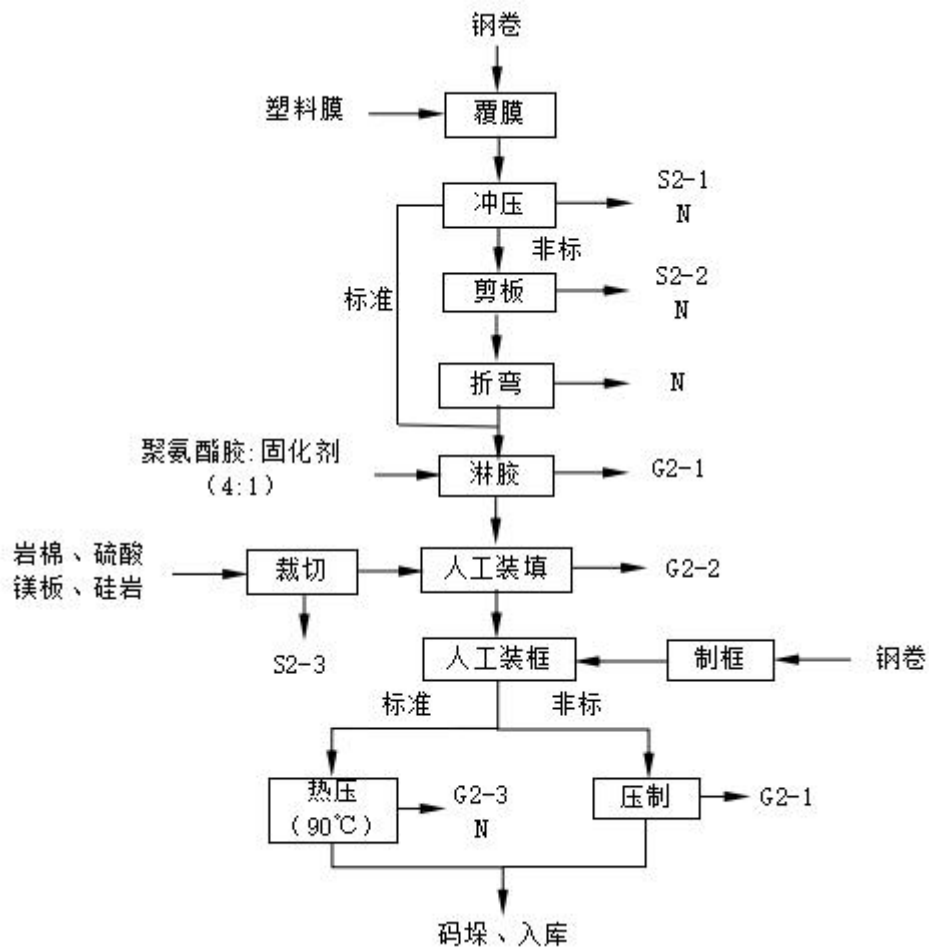 钢卷
塑料膜
覆膜
冲压
S2-1
N
非标
标准
剪板
S2-2
N
折弯
N
聚氨酯胶:固化剂
(4:1)
淋胶
G2-1
岩棉、硫酸
镁板、硅岩
裁切
人工装填
G2-2
S2-3
人工装框
制框
钢卷
标准
非标
热压
(90℃)
G2-3
N
压制
G2-1
码垛、入库